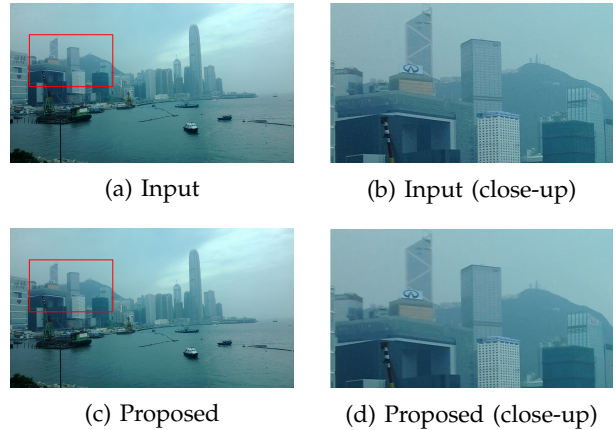 (a) Input
(b) Input (close-up)
(c) Proposed
(d) Proposed (close-up)